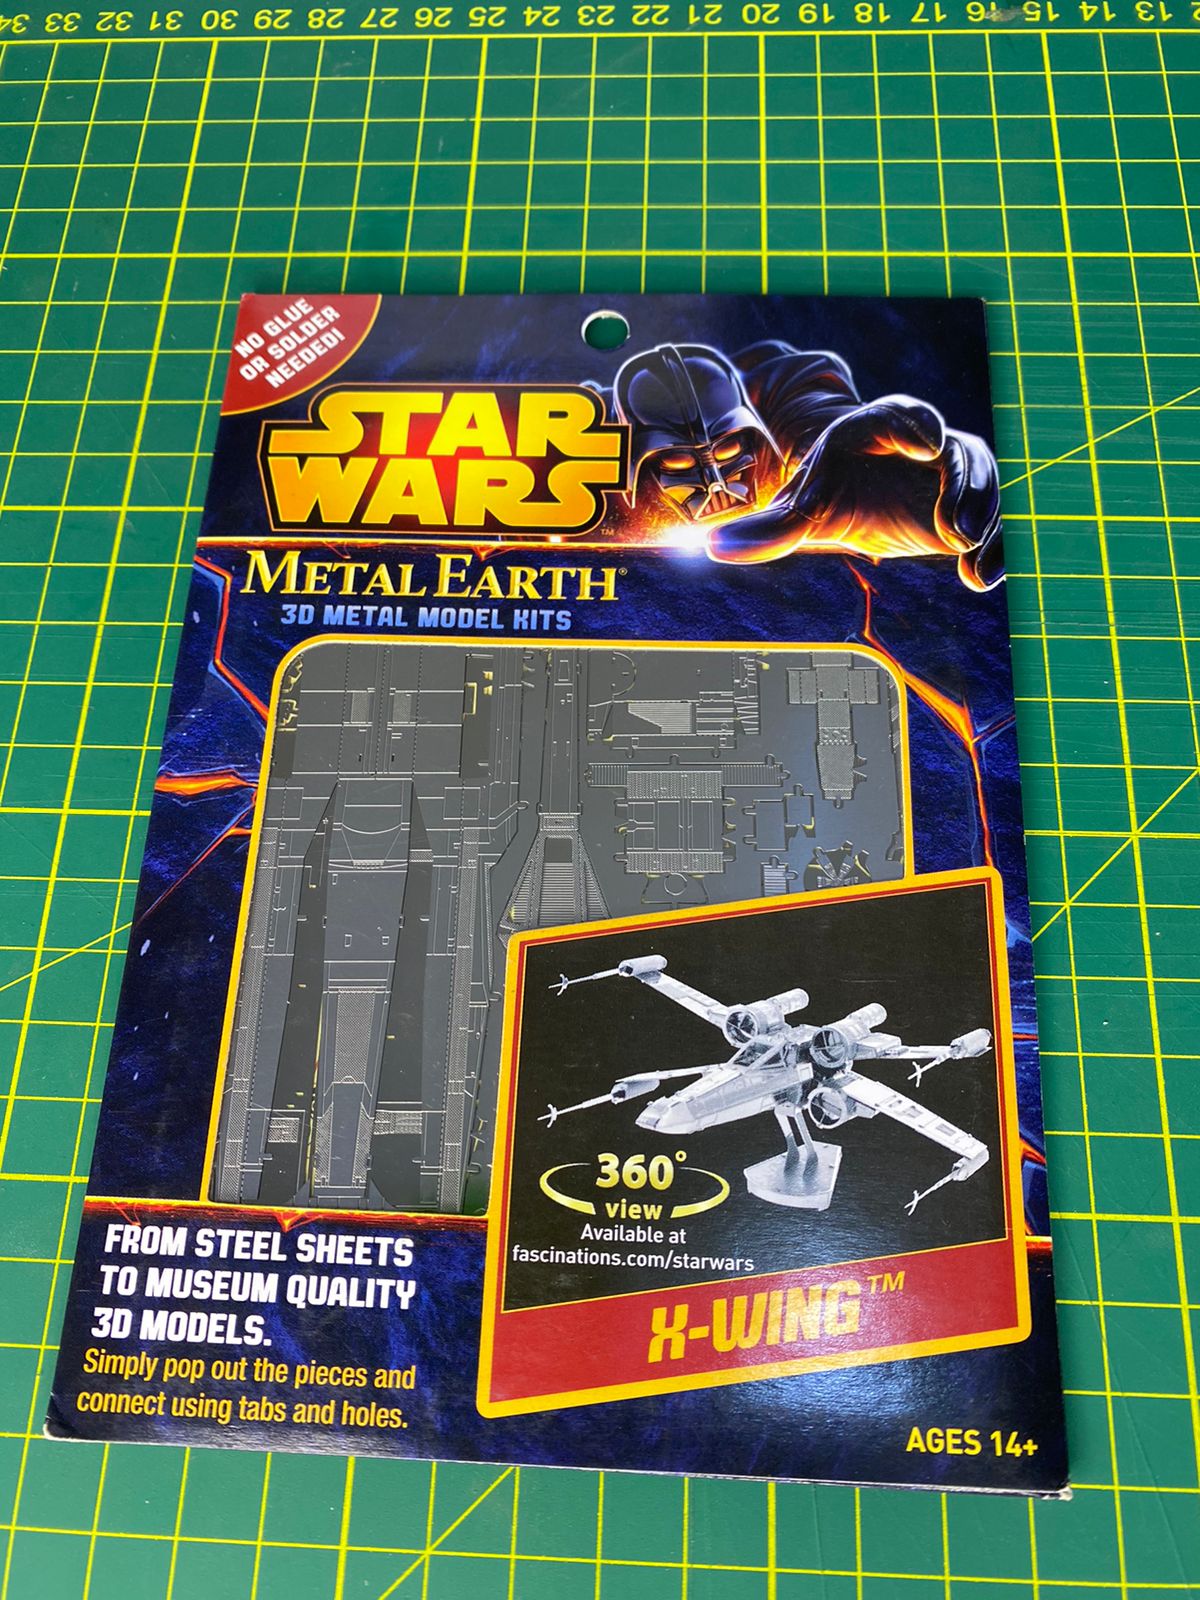 34 33 32 31 30 29 28 27 26 25 24 23 22 21 20 19 18 17 16 15 14 13 12
NO GLUE
OR SOLDER
NEEDED!
STAR
WARS™
METAL EARTH®
3D METAL MODEL KITS
360°
view
Available at
fascinations.com/starwars
X-WING™
FROM STEEL SHEETS
TO MUSEUM QUALITY
3D MODELS.
Simply pop out the pieces and
connect using tabs and holes.
AGES 14+